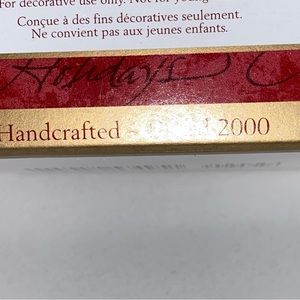 For decorative use only. Not for young
Conçue à des fins décoratives seulement.
Ne convient pas aux jeunes enfants.
Holidays
Handcrafted 2000